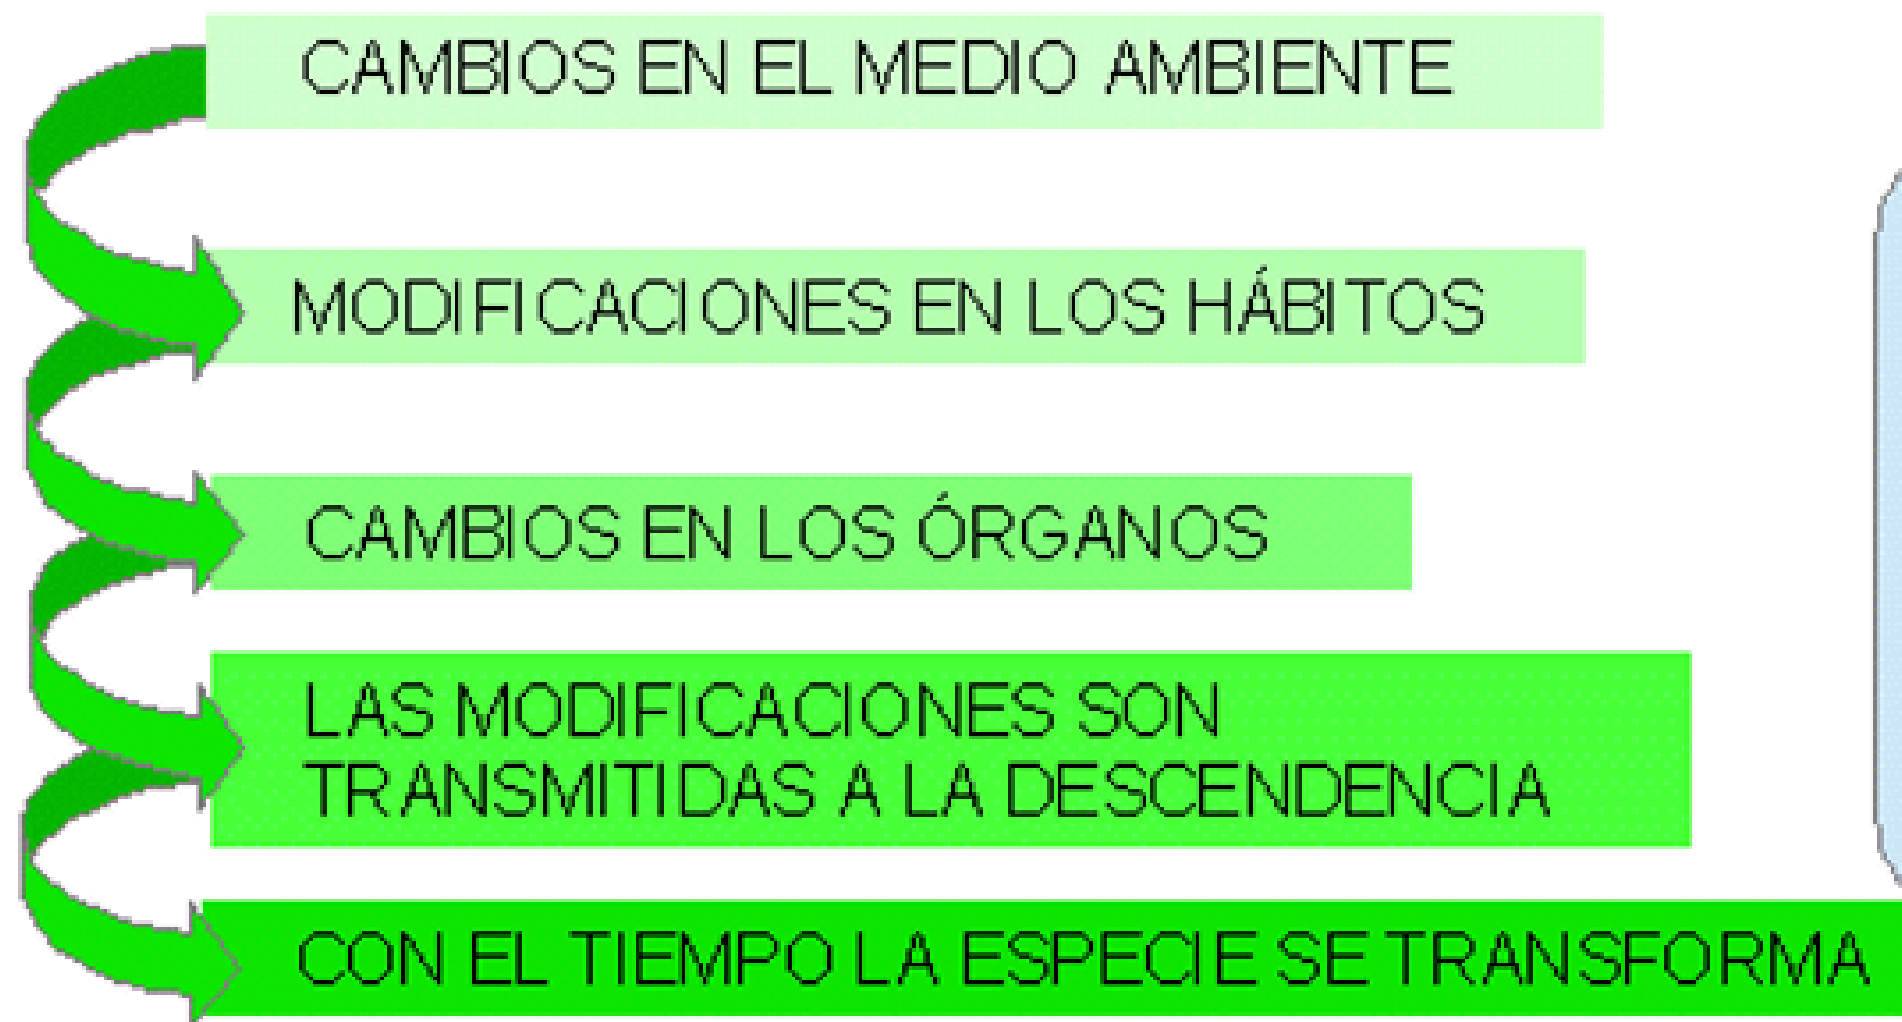 CAMBIOS EN EL MEDIO AMBIENTE
MODIFICACIONES EN LOS HÁBITOS
CAMBIOS EN LOS ÓRGANOS
LAS MODIFICACIONES SON
TRANSMITIDAS A LA DESCENDENCIA
CON EL TIEMPO LA ESPECIE SE TRANSFORMA